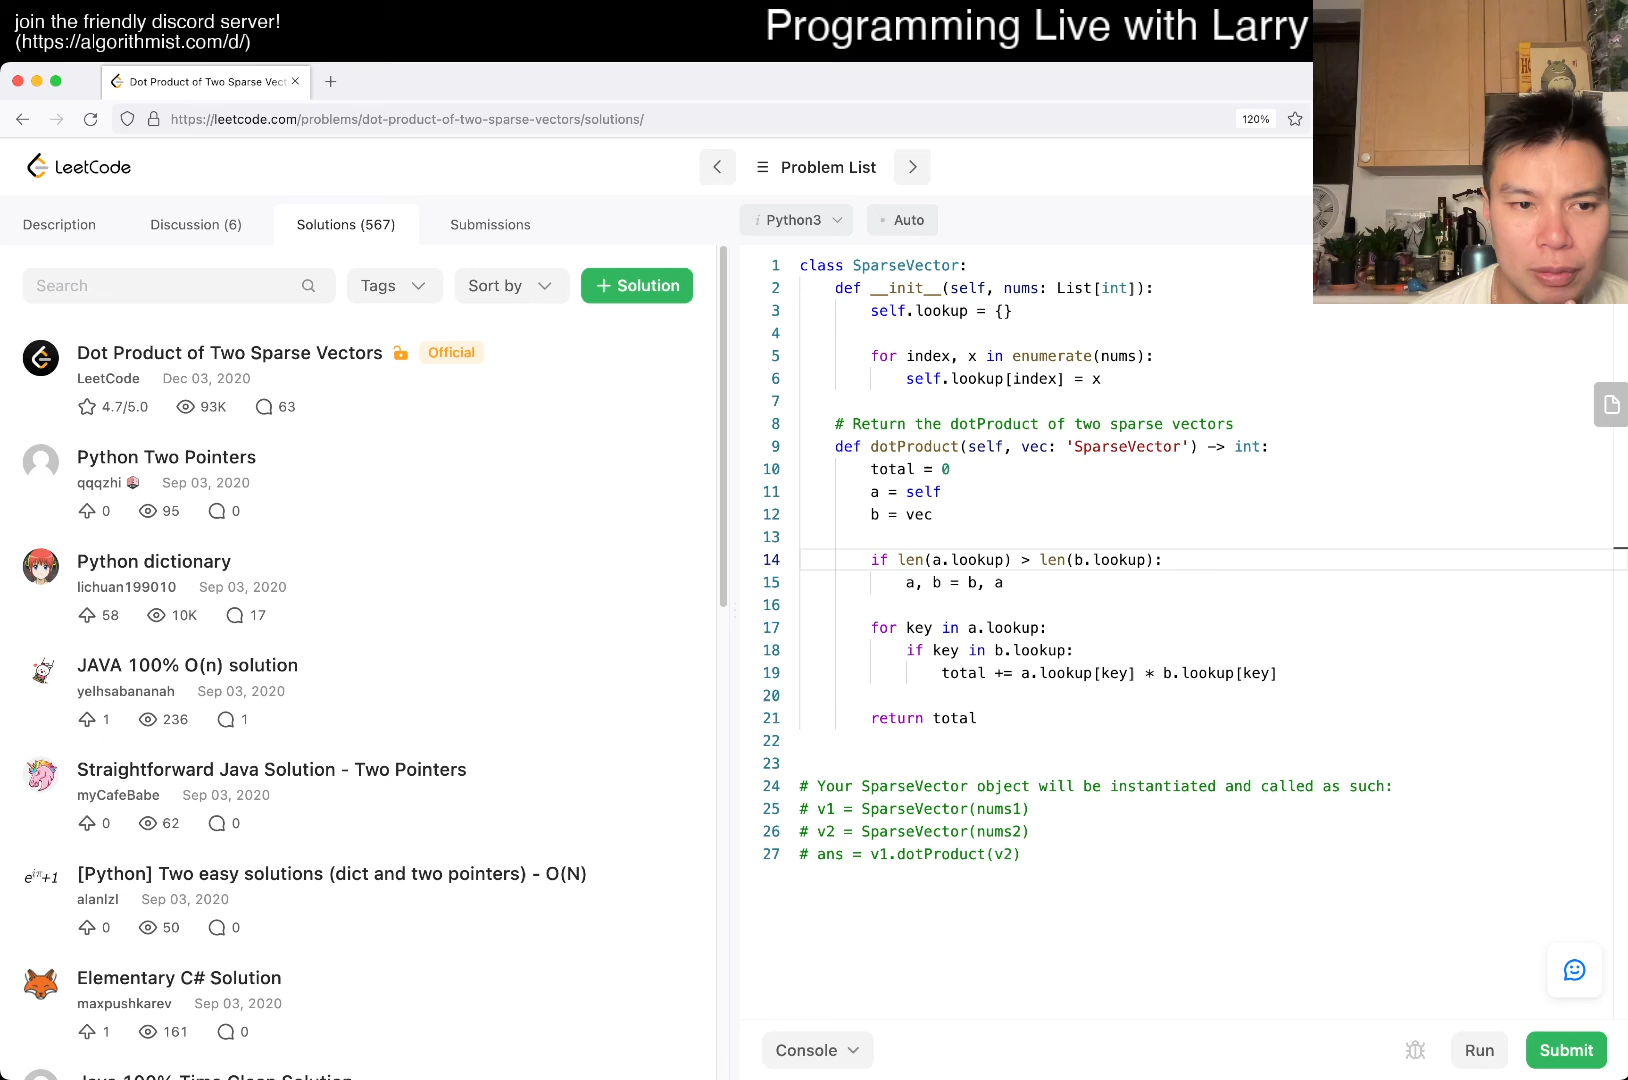 join the friendly discord server!
(https://algorithmist.com/d/)
Programming Live with Larry
Dot Product of Two Sparse Vect
https://leetcode.com/problems/dot-product-of-two-sparse-vectors/solutions/
120%
LeetCode
Problem List
Description
Discussion (6)
Solutions (567)
Submissions
Python3
Auto
Search
Tags
Sort by
+ Solution
Dot Product of Two Sparse Vectors
Official
LeetCode Dec 03, 2020
4.7/5.0 93K 63
Python Two Pointers
qqqzhi Sep 03, 2020
0 95 0
Python dictionary
lichuan199010 Sep 03, 2020
58 10K 17
JAVA 100% O(n) solution
yelhsabananah Sep 03, 2020
1 236 1
Straightforward Java Solution - Two Pointers
myCafeBabe Sep 03, 2020
0 62 0
e^iπ+1
[Python] Two easy solutions (dict and two pointers) - O(N)
alanlzl Sep 03, 2020
0 50 0
Elementary C# Solution
maxpushkarev Sep 03, 2020
1 161 0
1 class SparseVector:
2 def __init__(self, nums: List[int]):
3 self.lookup = {}
4
5 for index, x in enumerate(nums):
6 self.lookup[index] = x
7
8 # Return the dotProduct of two sparse vectors
9 def dotProduct(self, vec: 'SparseVector') -> int:
10 total = 0
11 a = self
12 b = vec
13
14 if len(a.lookup) > len(b.lookup):
15 a, b = b, a
16
17 for key in a.lookup:
18 if key in b.lookup:
19 total += a.lookup[key] * b.lookup[key]
20
21 return total
22
23
24 # Your SparseVector object will be instantiated and called as such:
25 # v1 = SparseVector(nums1)
26 # v2 = SparseVector(nums2)
27 # ans = v1.dotProduct(v2)
Console
Run
Submit